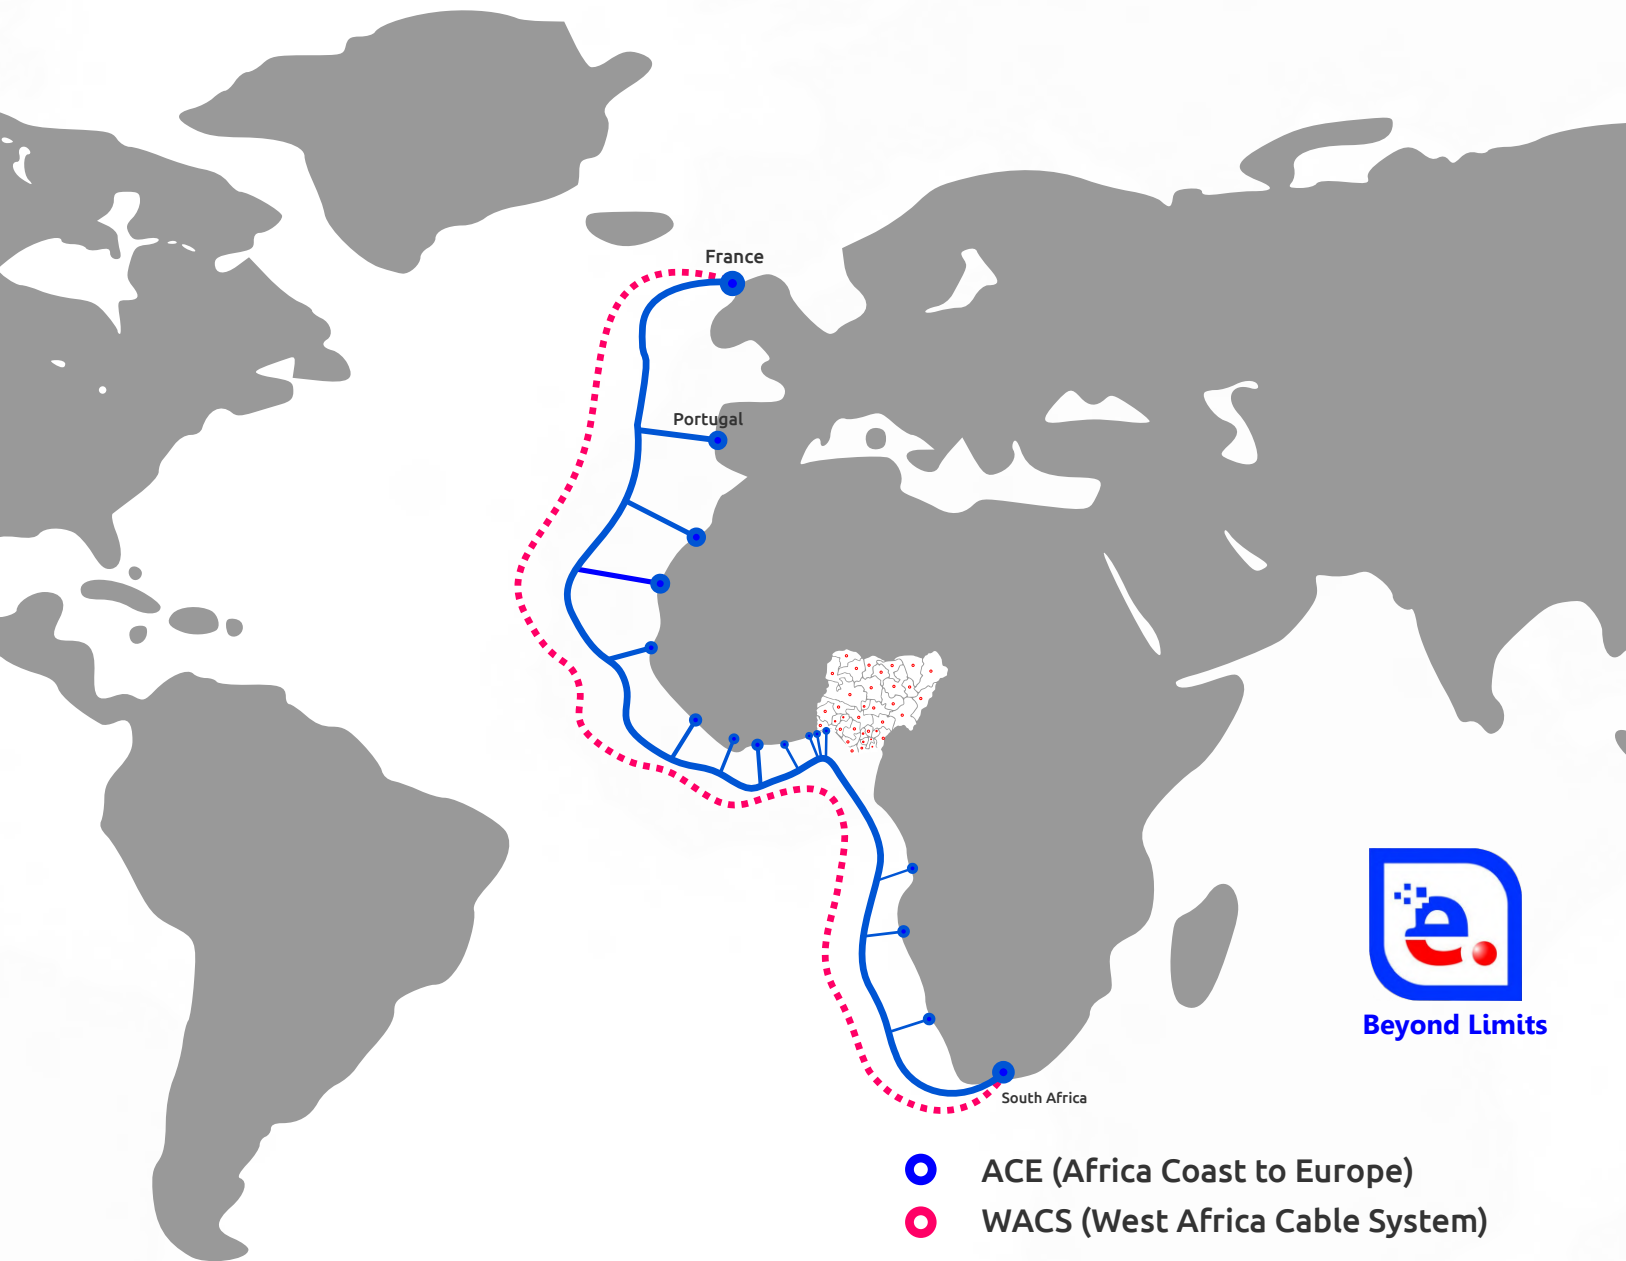 France
Portugal
South Africa
e.
Beyond Limits
ACE (Africa Coast to Europe)
WACS (West Africa Cable System)